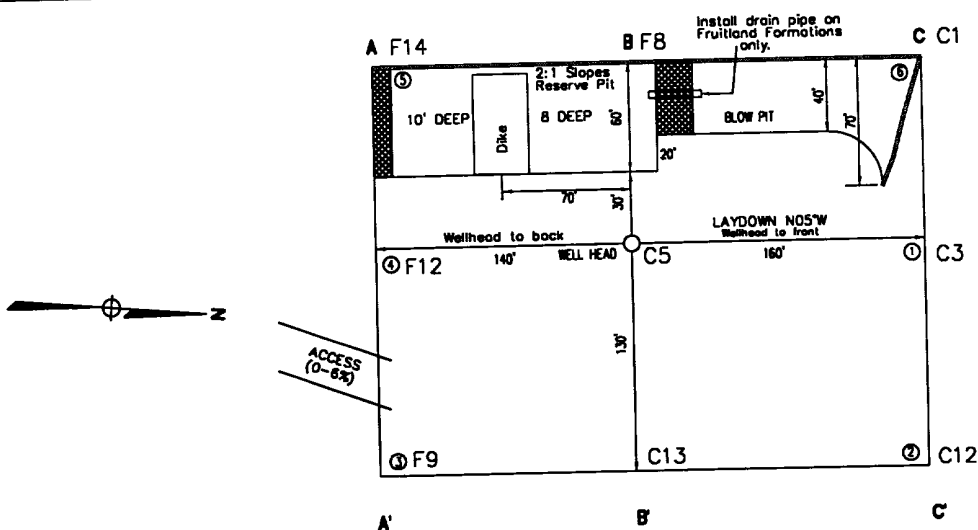 Install drain pipe on
Fruitland Formations
only.
A F14
B F8
C C1
⑤
2:1 Slopes
Reserve Pit
⑥
10' DEEP
Dike
8 DEEP
60'
BLOW PIT
40'
70'
20'
70'
30'
LAYDOWN N05°W
Wellhead to back
Wellhead to front
④ F12
140'
WELL HEAD
C5
160'
① C3
N
ACCESS
(0-6%)
130'
③ F9
C13
② C12
A'
B'
C'